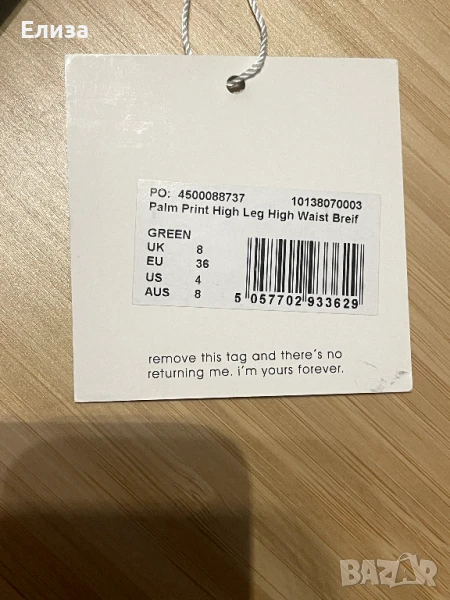 Елиза
PO: 4500088737 10138070003
Palm Print High Leg High Waist Breif
GREEN
UK 8
EU 36
US 4
AUS 8
5 057702 933629
remove this tag and there's no
returning me. i'm yours forever.
BAZAR